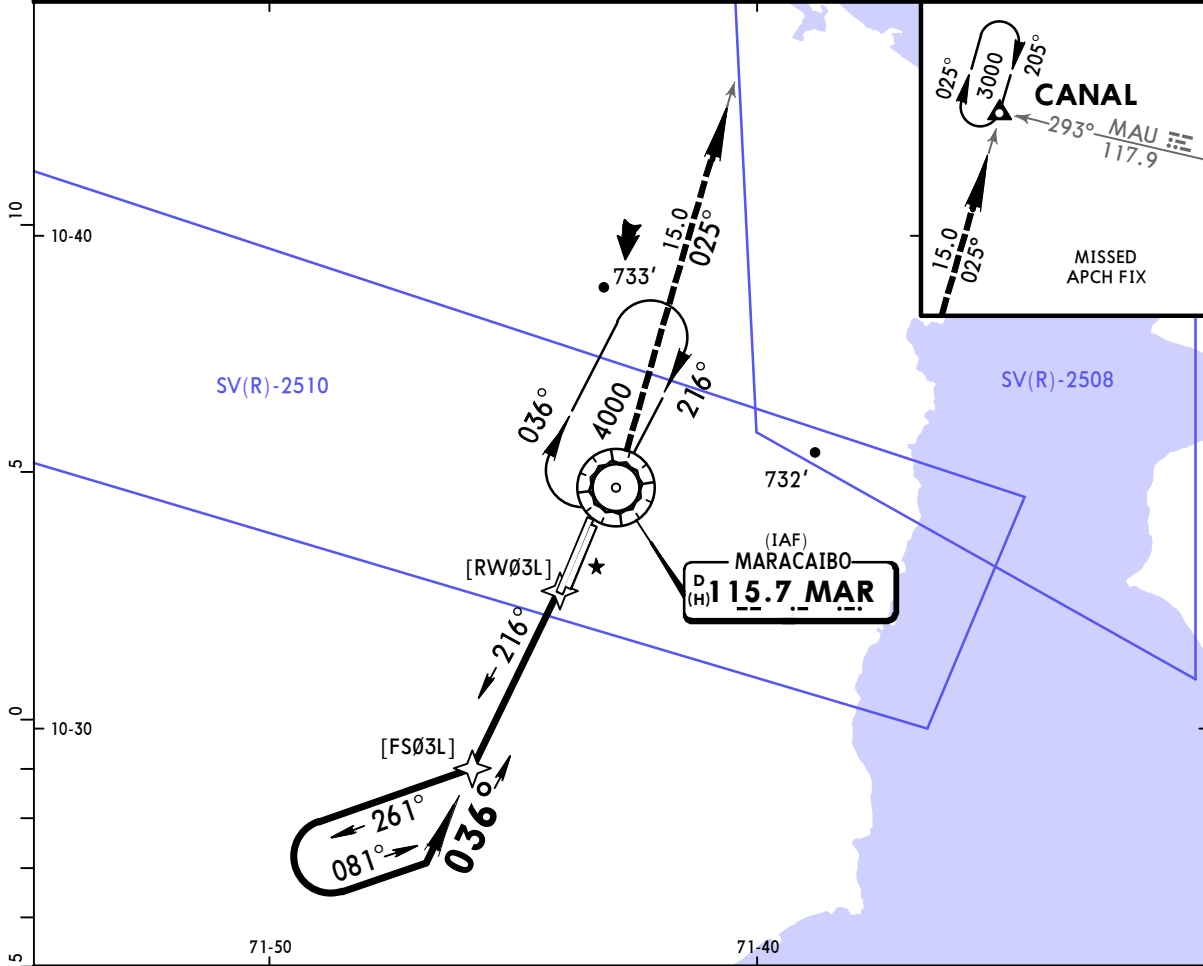 025°
3000
205°
CANAL
293° MAU
117.9
15.0
025°
MISSED
APCH FIX
10
10-40
15.0
025°
733'
SV(R)-2510
SV(R)-2508
036°
4000
216°
5
732'
(IAF)
MARACAIBO
D
(H) 115.7 MAR
[RWØ3L]
216°
0
10-30
[FSØ3L]
261°
081°
036°
5
71-50
71-40